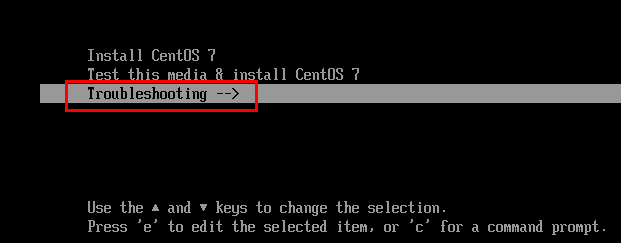 Install CentOS 7
Test this media & install CentOS 7
Troubleshooting -->
Use the ▲ and ▼ keys to change the selection.
Press 'e' to edit the selected item, or 'c' for a command prompt.